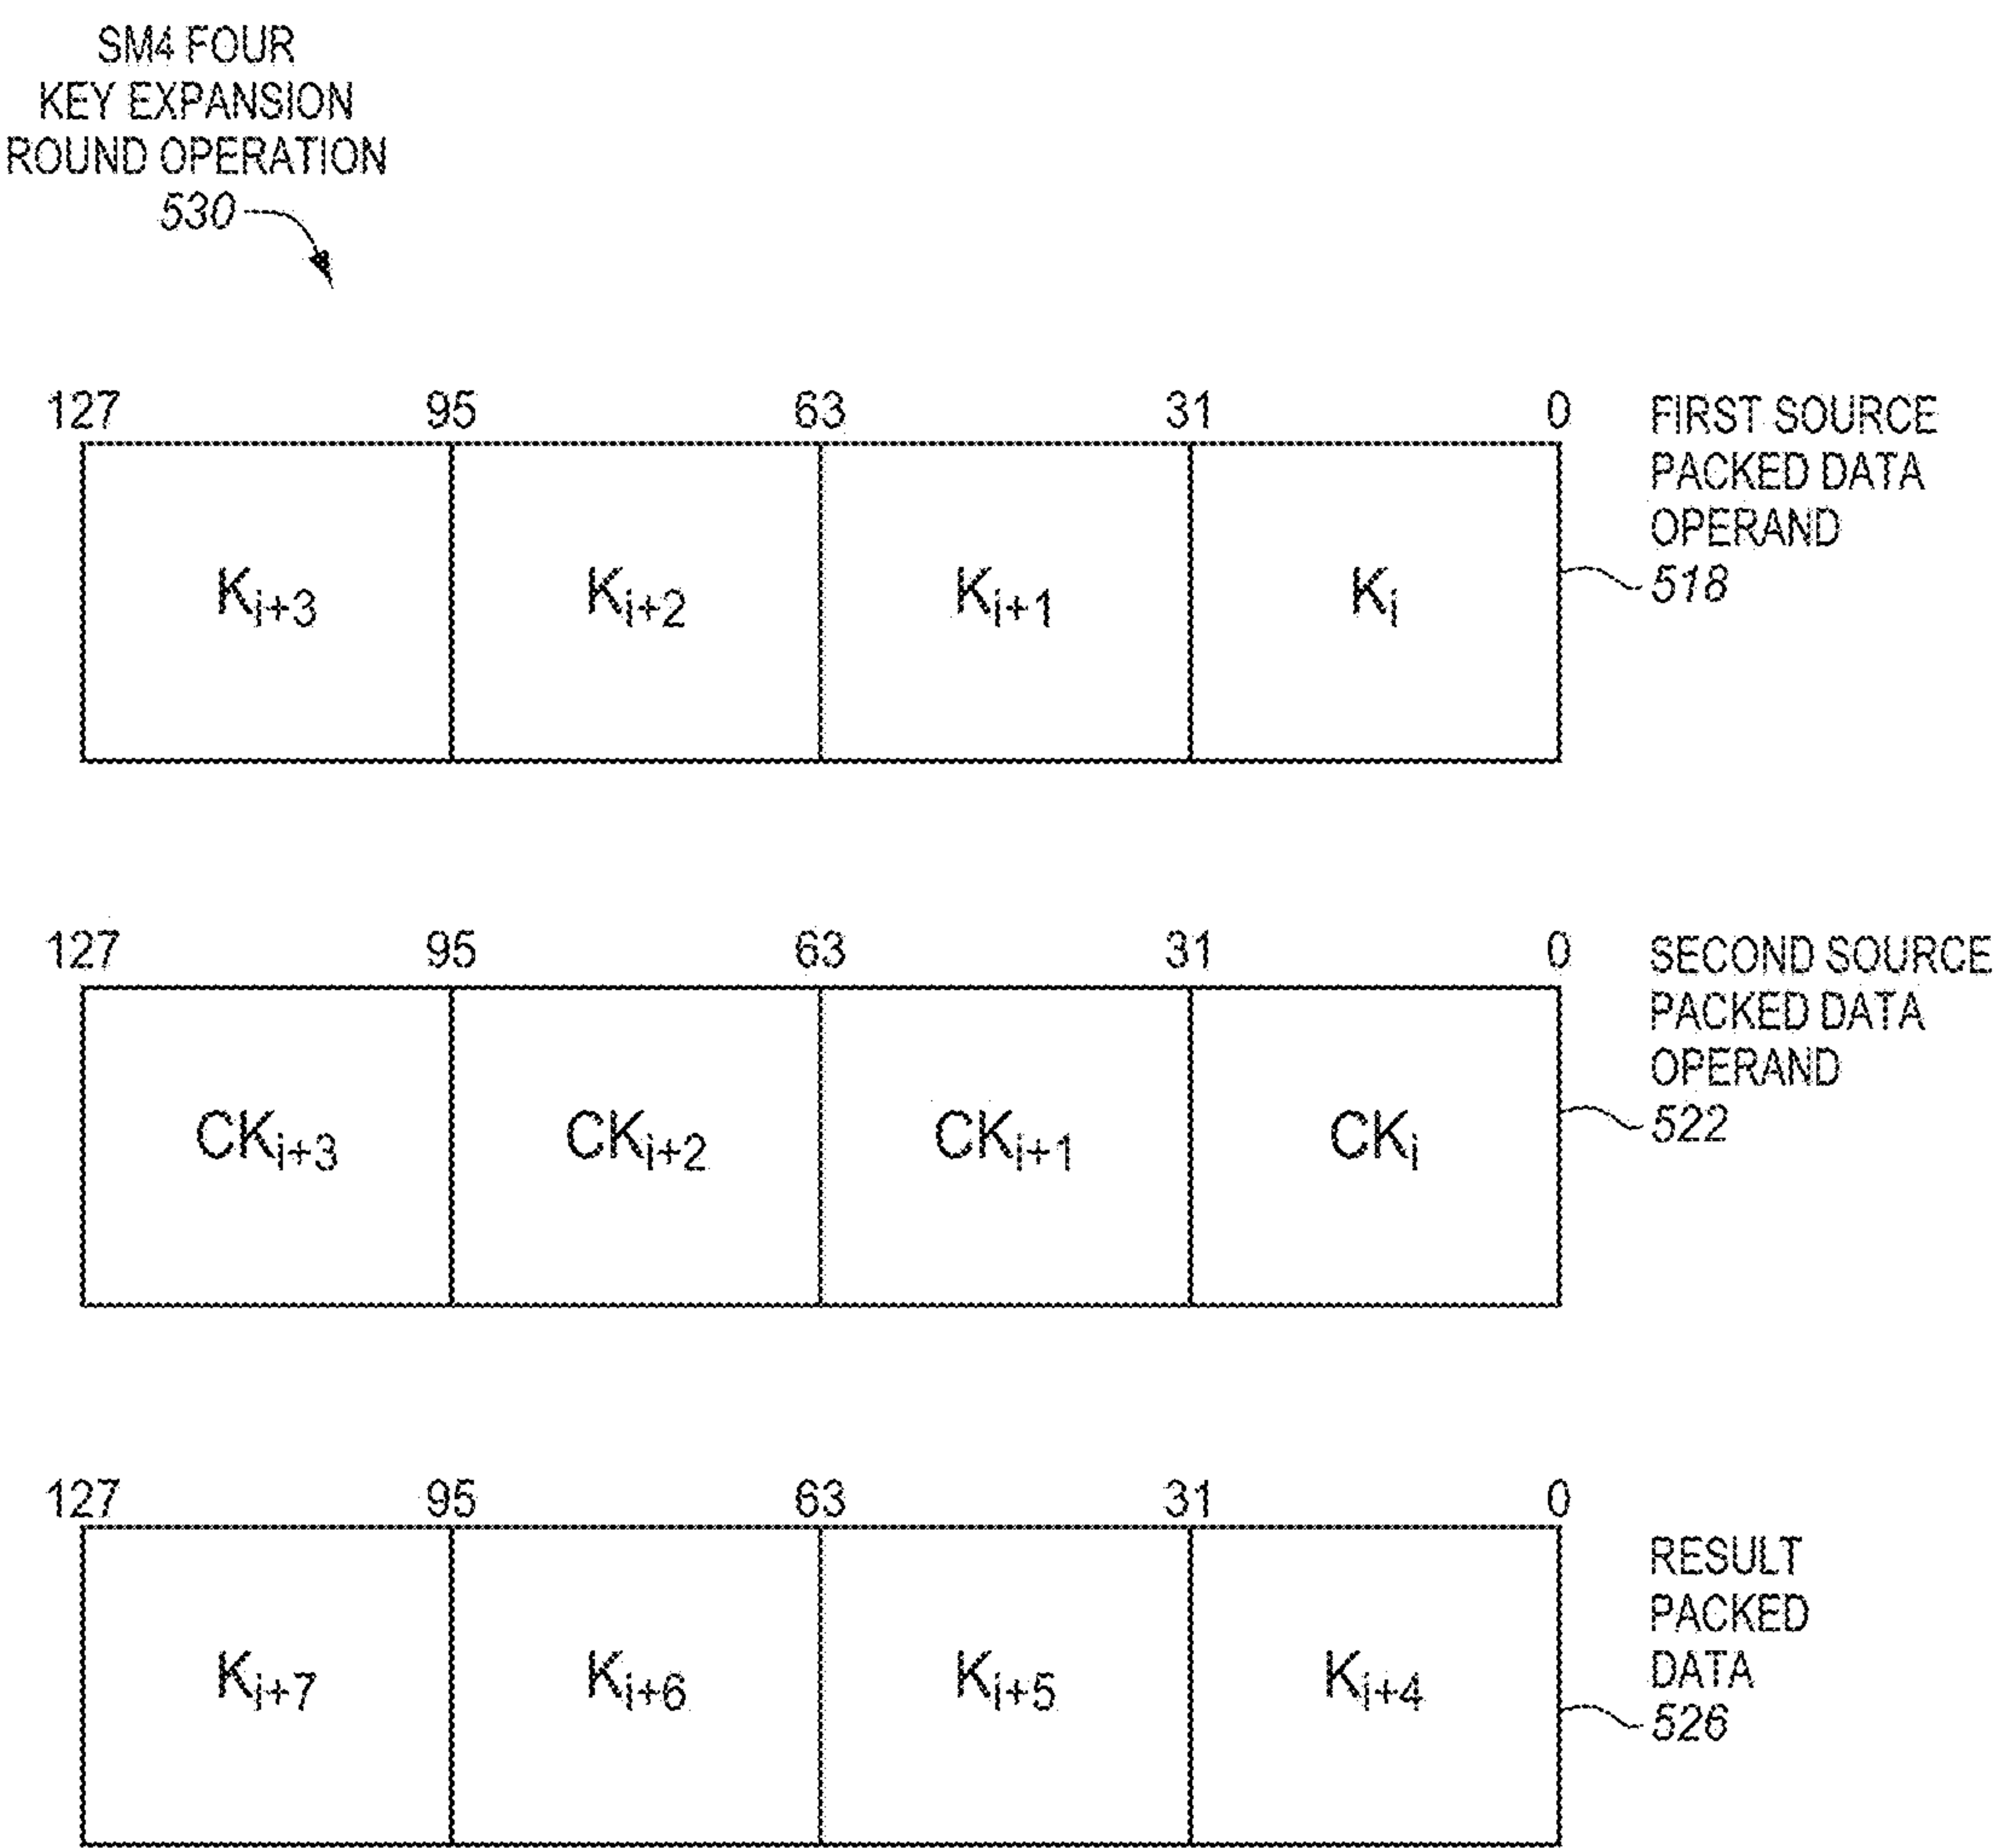 SM4 FOUR
KEY EXPANSION
ROUND OPERATION
530
127 95 63 31 0
FIRST SOURCE
PACKED DATA
OPERAND
518
Ki+3 Ki+2 Ki+1 Ki
127 95 63 31 0
SECOND SOURCE
PACKED DATA
OPERAND
522
CKi+3 CKi+2 CKi+1 CKi
127 95 63 31 0
RESULT
PACKED
DATA
526
Ki+7 Ki+6 Ki+5 Ki+4